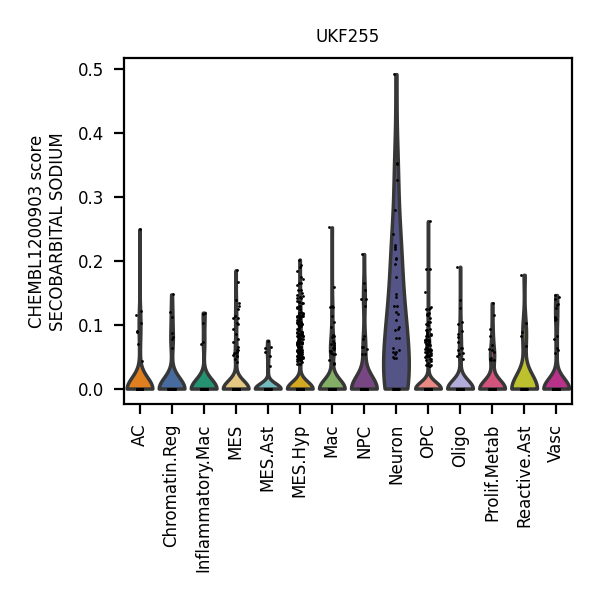 UKF255
CHEMBL1200903 score
SECOBARBITAL SODIUM
0.5
0.4
0.3
0.2
0.1
0.0
AC
Chromatin.Reg
Inflammatory.Mac
MES
MES.Ast
MES.Hyp
Mac
NPC
Neuron
OPC
Oligo
Prolif.Metab
Reactive.Ast
Vasc